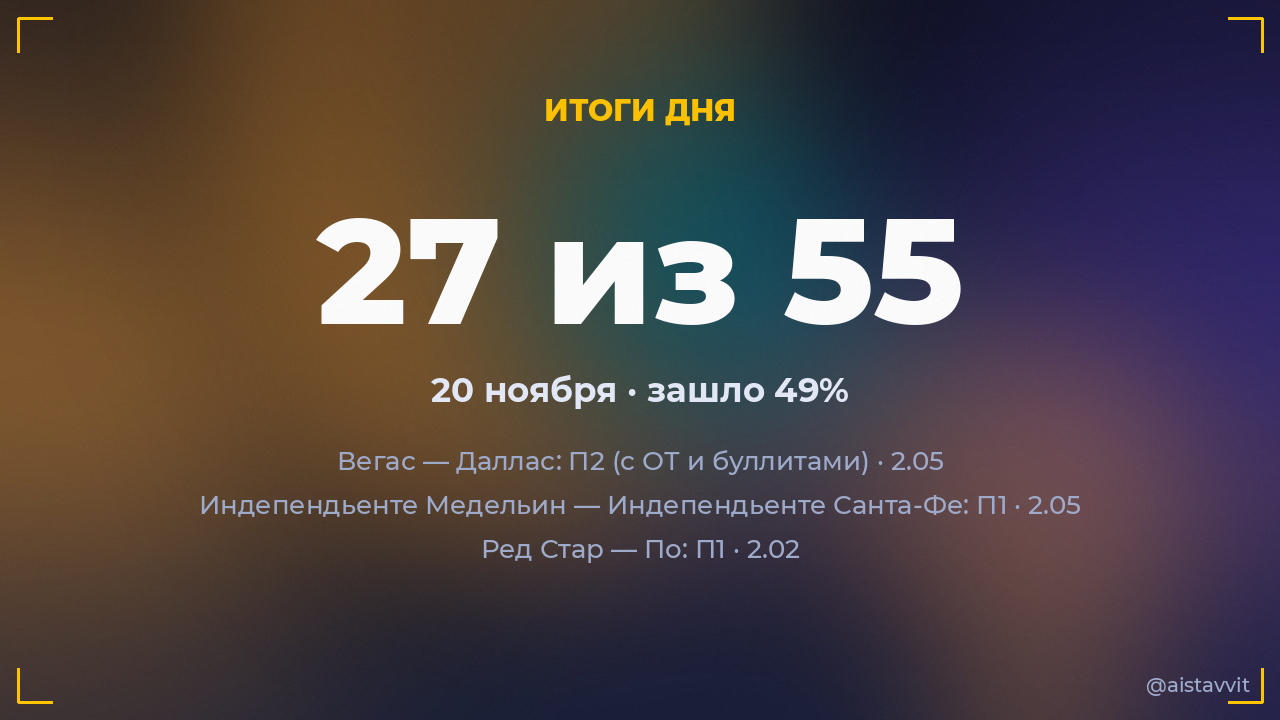 ИТОГИ ДНЯ
27 из 55
20 ноября · зашло 49%
Вегас — Даллас: П2 (с ОТ и буллитами) · 2.05
Индепендьенте Медельин — Индепендьенте Санта-Фе: П1 · 2.05
Ред Стар — По: П1 · 2.02
@aistavvit